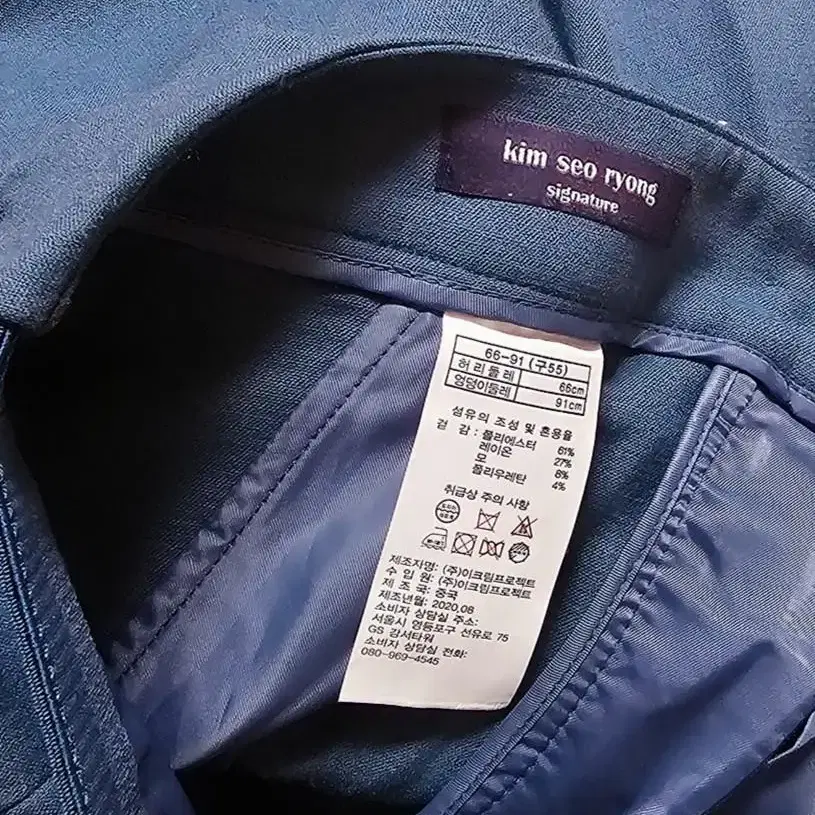 kim seo ryong
signature
66-91 (구55)
허리둘레 66cm
엉덩이둘레 91cm
섬유의 조성 및 혼용율
겉 감 : 폴리에스터 61%
레이온 27%
모 8%
폴리우레탄 4%
취급상 주의 사항
제조자명: (주)이크림프로젝트
수 입 원: (주)이크림프로젝트
제 조 국: 중국
제조년월: 2020.08
소비자 상담실 주소:
서울시 영등포구 선유로 75
GS 강서타워
소비자 상담실 전화:
080-969-4545